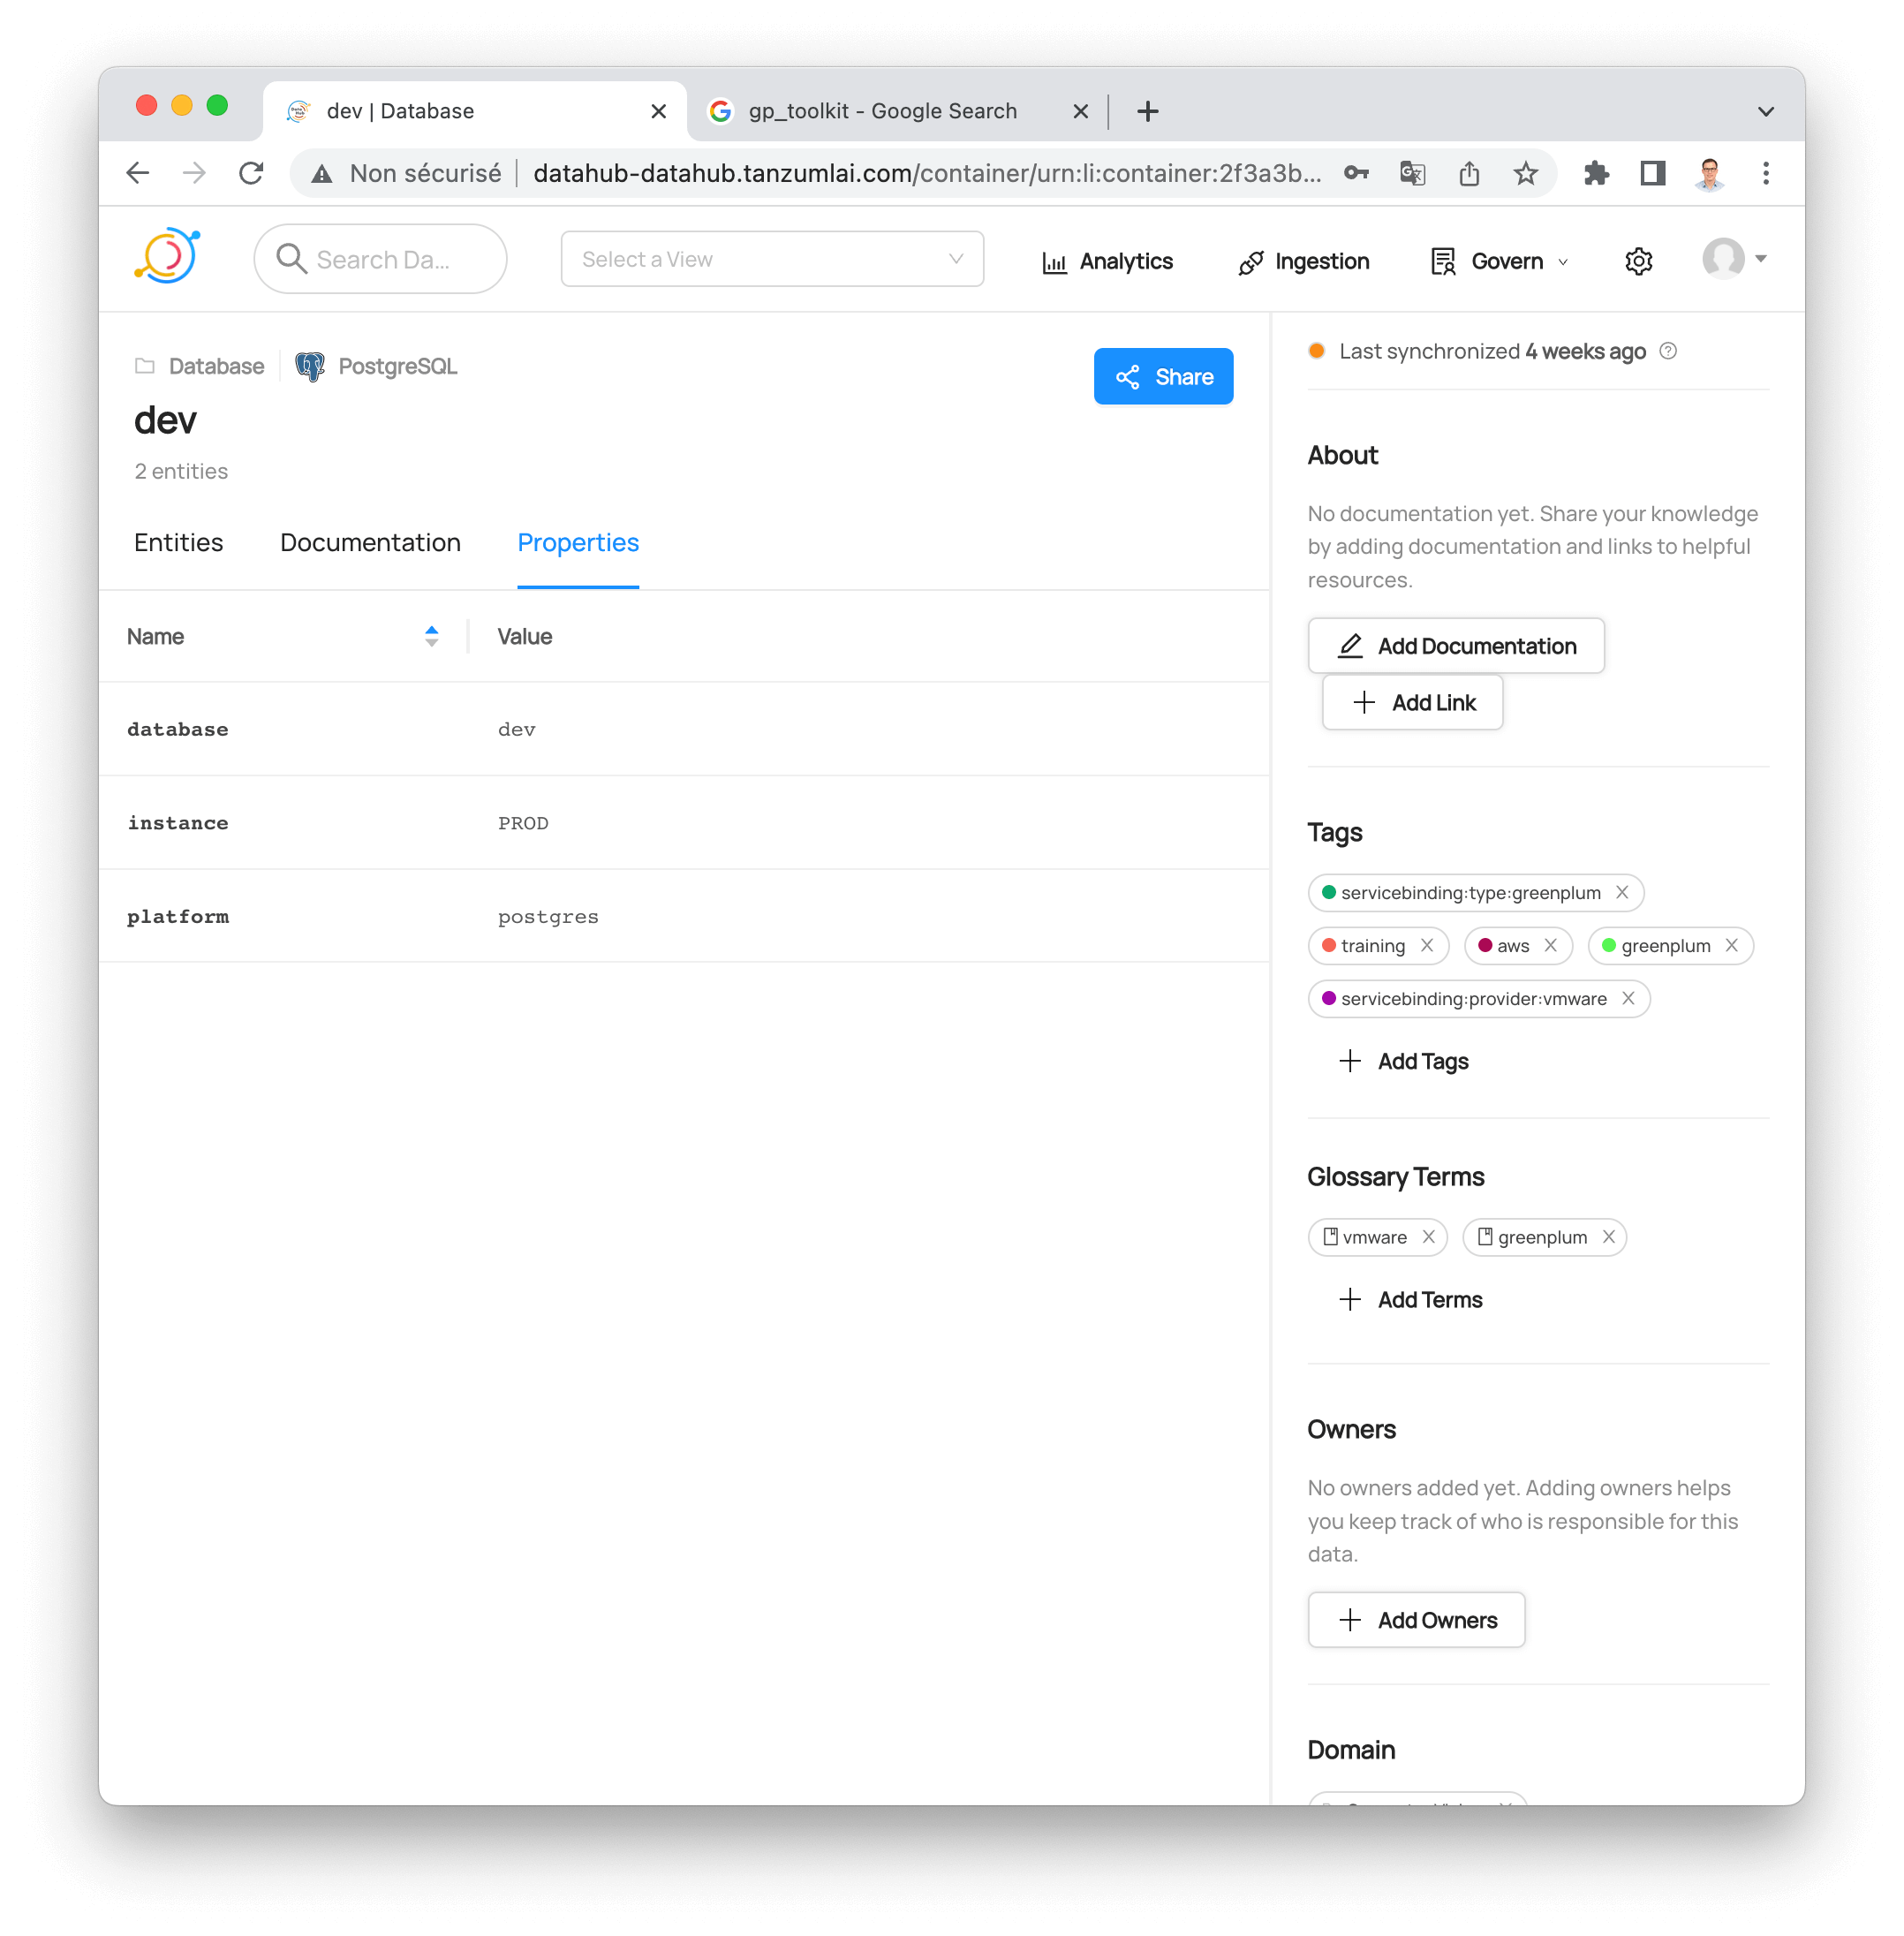 dev | Database
gp_toolkit - Google Search
Non sécurisé
datahub-datahub.tanzumlai.com/container/urn:li:container:2f3a3b...
Search Da...
Select a View
Analytics
Ingestion
Govern
Database
PostgreSQL
dev
2 entities
Share
Entities
Documentation
Properties
Name
Value
database
dev
instance
PROD
platform
postgres
Last synchronized 4 weeks ago
About
No documentation yet. Share your knowledge
by adding documentation and links to helpful
resources.
Add Documentation
Add Link
Tags
servicebinding:type:greenplum
training
aws
greenplum
servicebinding:provider:vmware
Add Tags
Glossary Terms
vmware
greenplum
Add Terms
Owners
No owners added yet. Adding owners helps
you keep track of who is responsible for this
data.
Add Owners
Domain